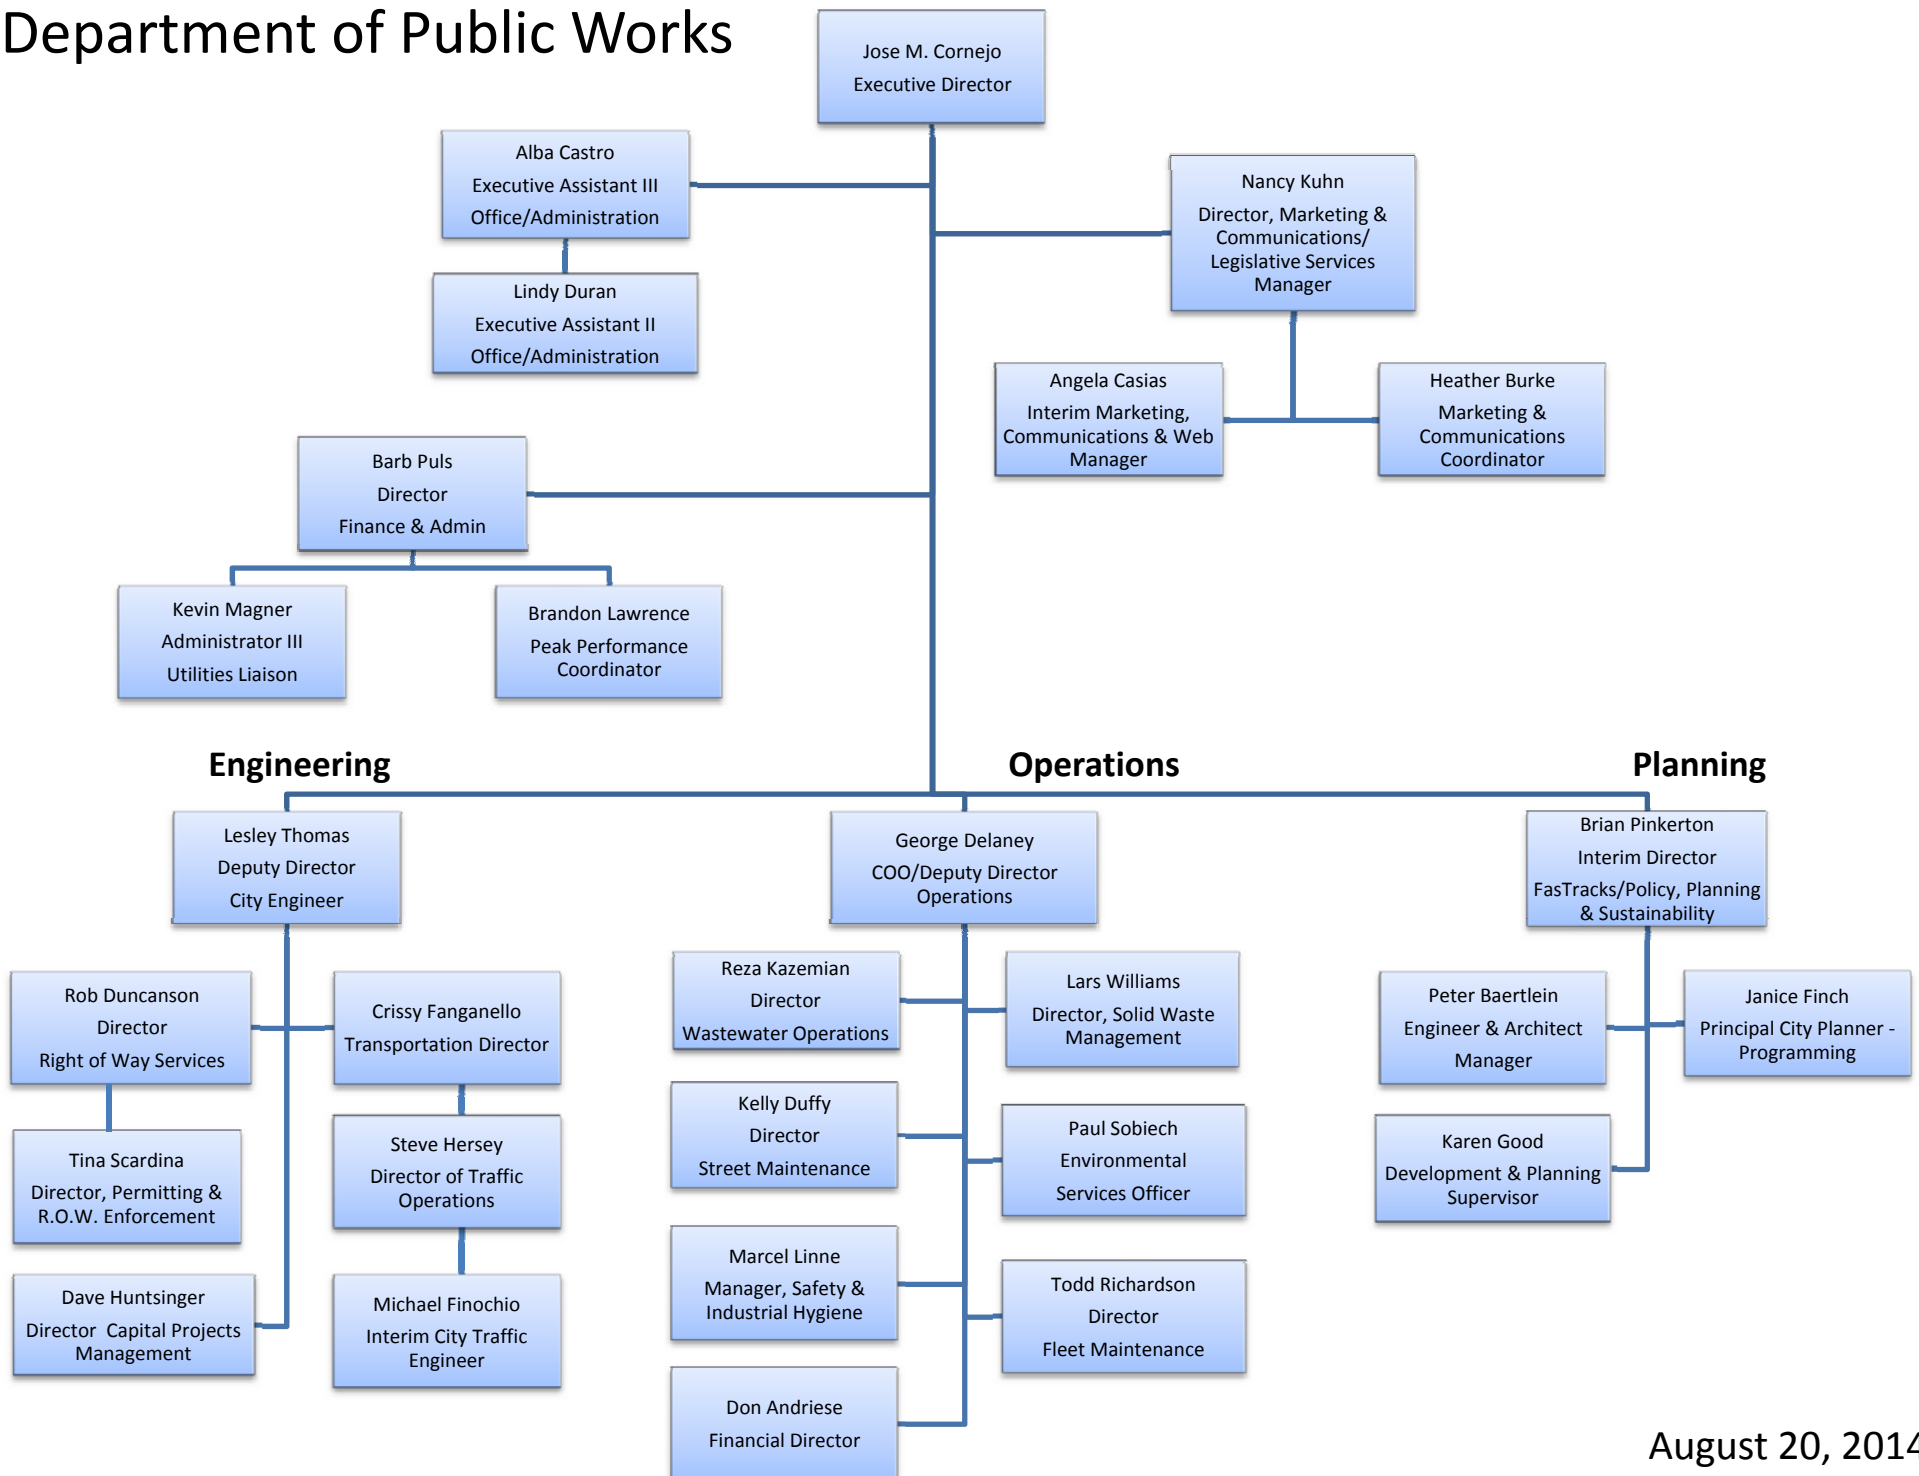 Department of Public Works
Jose M. Cornejo
Executive Director
Alba Castro
Executive Assistant III
Office/Administration
Nancy Kuhn
Director, Marketing &
Communications/
Legislative Services
Manager
Lindy Duran
Executive Assistant II
Office/Administration
Angela Casias
Interim Marketing,
Communications & Web
Manager
Heather Burke
Marketing &
Communications
Coordinator
Barb Puls
Director
Finance & Admin
Kevin Magner
Administrator III
Utilities Liaison
Brandon Lawrence
Peak Performance
Coordinator
Engineering
Operations
Planning
Lesley Thomas
Deputy Director
City Engineer
George Delaney
COO/Deputy Director
Operations
Brian Pinkerton
Interim Director
FasTracks/Policy, Planning
& Sustainability
Rob Duncanson
Director
Right of Way Services
Crissy Fanganello
Transportation Director
Reza Kazemian
Director
Wastewater Operations
Lars Williams
Director, Solid Waste
Management
Peter Baertlein
Engineer & Architect
Manager
Janice Finch
Principal City Planner -
Programming
Tina Scardina
Director, Permitting &
R.O.W. Enforcement
Steve Hersey
Director of Traffic
Operations
Kelly Duffy
Director
Street Maintenance
Paul Sobiech
Environmental
Services Officer
Karen Good
Development & Planning
Supervisor
Dave Huntsinger
Director  Capital Projects
Management
Michael Finochio
Interim City Traffic
Engineer
Marcel Linne
Manager, Safety &
Industrial Hygiene
Todd Richardson
Director
Fleet Maintenance
Don Andriese
Financial Director
August 20, 2014